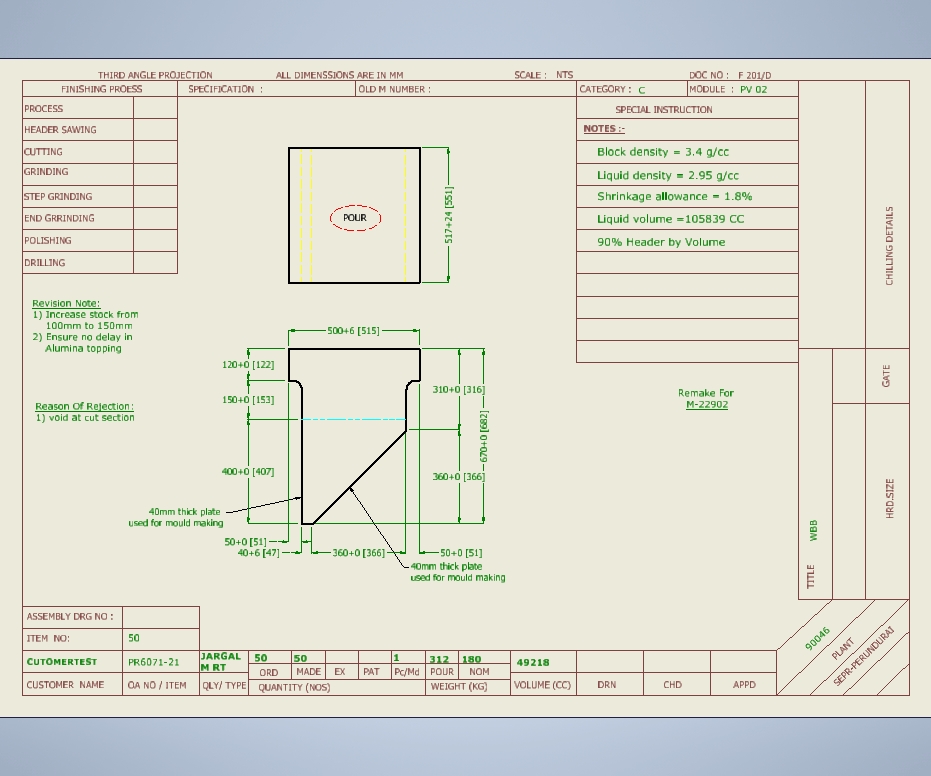 THIRD ANGLE PROJECTION
ALL DIMENSSIONS ARE IN MM
SCALE : NTS
DOC NO : F 201/D
FINISHING PROESS
SPECIFICATION :
OLD M NUMBER :
CATEGORY : C
MODULE : PV 02
PROCESS
HEADER SAWING
CUTTING
GRINDING
STEP GRINDING
END GRRINDING
POLISHING
DRILLING
SPECIAL INSTRUCTION
NOTES :-
Block density = 3.4 g/cc
Liquid density = 2.95 g/cc
Shrinkage allowance = 1.8%
Liquid volume =105839 CC
90% Header by Volume
CHILLING DETAILS
POUR
517+24 [551]
Revision Note:
1) Increase stock from
100mm to 150mm
2) Ensure no delay in
Alumina topping
Reason Of Rejection:
1) void at cut section
500+6 [515]
120+0 [122]
150+0 [153]
400+0 [407]
310+0 [316]
670+0 [682]
360+0 [366]
40mm thick plate
used for mould making
50+0 [51]
40+6 [47]
360+0 [366]
50+0 [51]
40mm thick plate
used for mould making
Remake For
M-22902
GATE
HRD.SIZE
TITLE WBB
ASSEMBLY DRG NO :
ITEM NO: 50
CUTOMERTEST
PR6071-21
JARGAL
M RT
50
50
1
312
180
49218
ORD
MADE
EX
PAT
Pc/Md
POUR
NOM
CUSTOMER NAME
OA NO / ITEM
QLY/ TYPE
QUANTITY (NOS)
WEIGHT (KG)
VOLUME (CC)
DRN
CHD
APPD
90046
PLANT
SEPR-PERUNDURAI